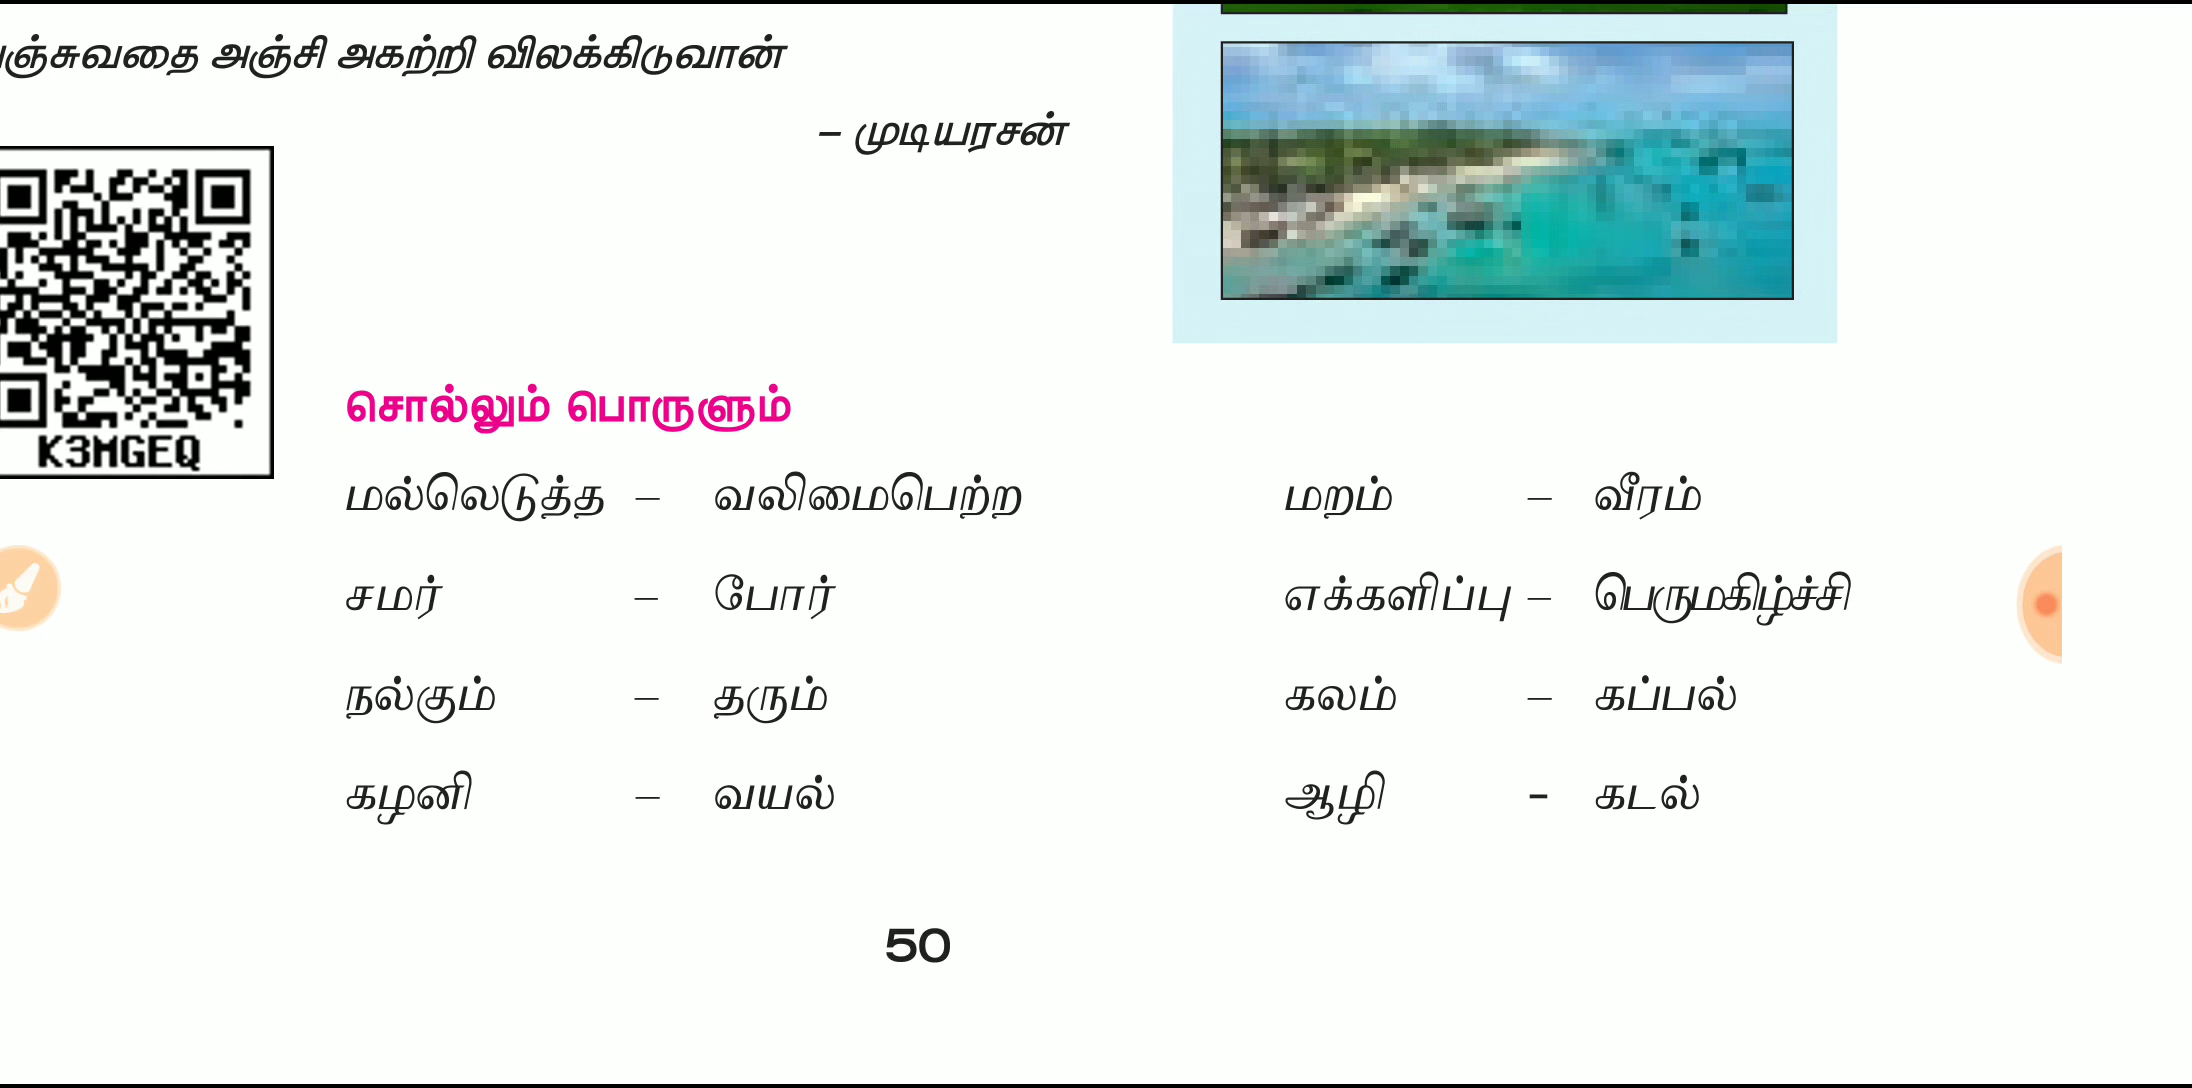 அஞ்சி அகற்றி விலக்கிடுவான்
– முடியரசன்
K3MGEQ
சொல்லும் பொருளும்
மல்லெடுத்த – வலிமைபெற்ற மறம் – வீரம்
சமர் – போர் எக்களிப்பு – பெருமகிழ்ச்சி
நல்கும் – தரும் கலம் – கப்பல்
கழனி – வயல் ஆழி - கடல்
50